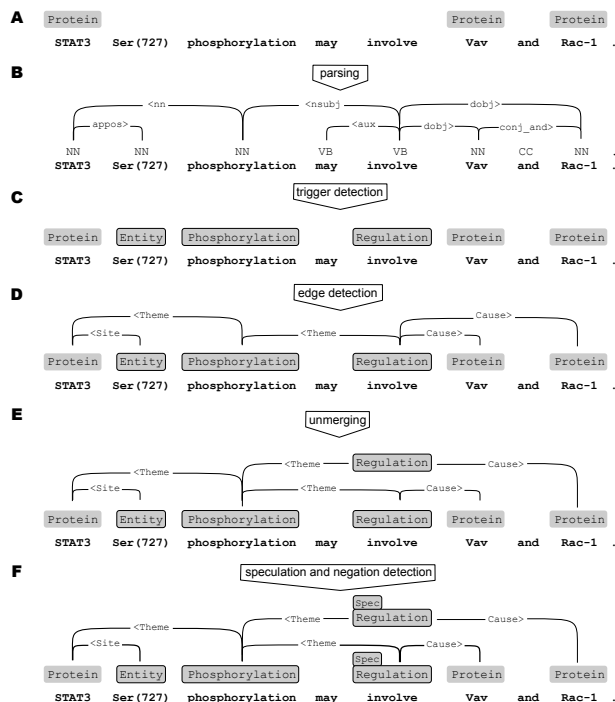 A
Protein Protein Protein
STAT3 Ser(727) phosphorylation may involve Vav and Rac-1 .
B
parsing
<nn <nsubj dobj>
appos> <aux dobj> conj_and>
NN NN NN VB VB NN CC NN .
STAT3 Ser(727) phosphorylation may involve Vav and Rac-1 .
C
trigger detection
Protein Entity Phosphorylation Regulation Protein Protein
STAT3 Ser(727) phosphorylation may involve Vav and Rac-1 .
D
edge detection
<Theme Cause>
<Site <Theme Cause>
Protein Entity Phosphorylation Regulation Protein Protein
STAT3 Ser(727) phosphorylation may involve Vav and Rac-1 .
E
unmerging
<Theme Regulation Cause>
<Theme
<Site <Theme Cause>
Protein Entity Phosphorylation Regulation Protein Protein
STAT3 Ser(727) phosphorylation may involve Vav and Rac-1 .
F
speculation and negation detection
Spec
<Theme Regulation Cause>
<Theme
<Site <Theme Cause>
Spec
Protein Entity Phosphorylation Regulation Protein Protein
STAT3 Ser(727) phosphorylation may involve Vav and Rac-1 .